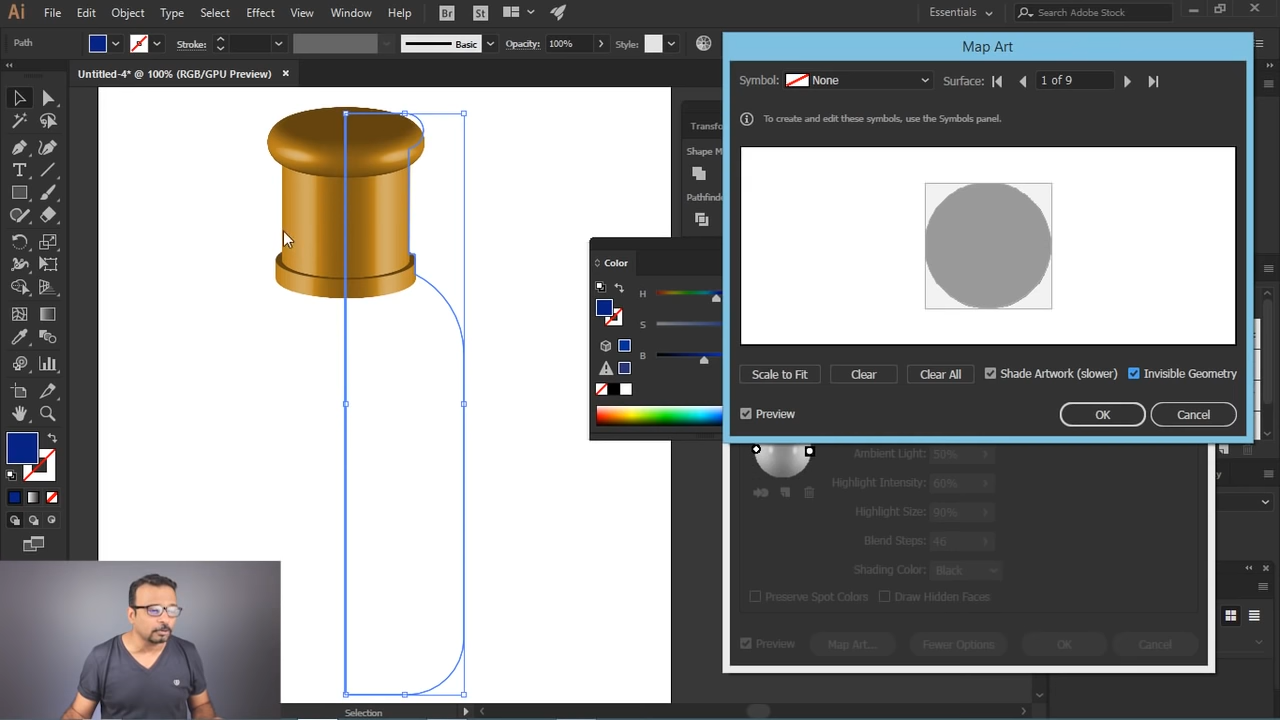 Ai File Edit Object Type Select Effect View Window Help Br St Essentials Search Adobe Stock
Path Stroke: Basic Opacity: 100% Style:
Untitled-4* @ 100% (RGB/GPU Preview)
Map Art
Symbol: None Surface: 1 of 9
To create and edit these symbols, use the Symbols panel.
Transfo
Shape M
Pathfinde
Color
H
S
B
Scale to Fit Clear Clear All Shade Artwork (slower) Invisible Geometry
Preview OK Cancel
Ambient Light: 50%
Highlight Intensity: 60%
Highlight Size: 90%
Blend Steps: 46
Shading Color: Black
Preserve Spot Colors Draw Hidden Faces
Preview Map Art... Fewer Options OK Cancel
Selection